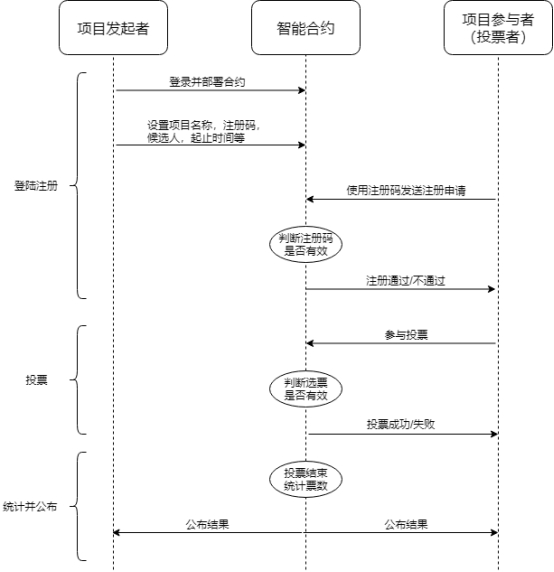 项目发起者
智能合约
项目参与者
（投票者）
登录并部署合约
设置项目名称，注册码，
候选人，起止时间等
登陆注册
使用注册码发送注册申请
判断注册码
是否有效
注册通过/不通过
参与投票
投票
判断选票
是否有效
投票成功/失败
投票结束
统计票数
统计并公布
公布结果
公布结果